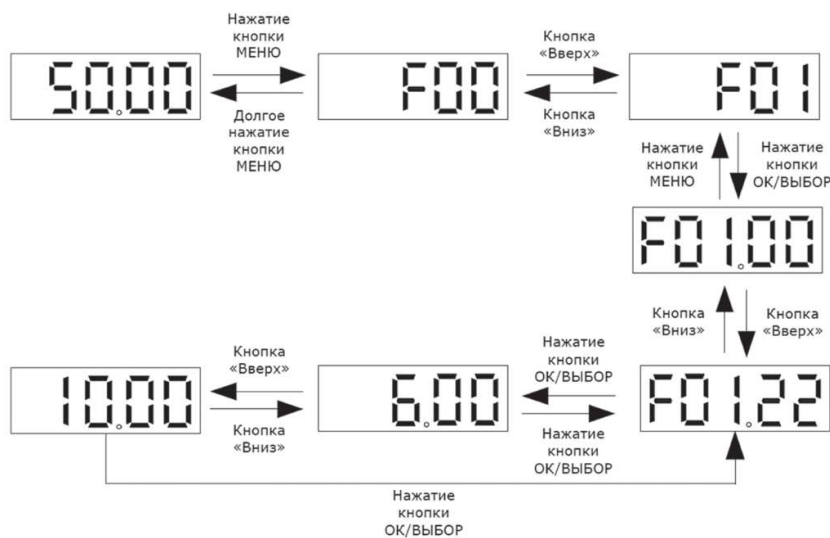 Нажатие
кнопки
МЕНЮ
50.00
Долгое
нажатие
кнопки
МЕНЮ
F00
Кнопка
«Вверх»
Кнопка
«Вниз»
F01
Нажатие
кнопки
МЕНЮ
Нажатие
кнопки
ОК/ВЫБОР
F01.00
Кнопка
«Вниз»
Кнопка
«Вверх»
F01.22
Нажатие
кнопки
ОК/ВЫБОР
Нажатие
кнопки
ОК/ВЫБОР
6.00
Кнопка
«Вверх»
Кнопка
«Вниз»
10.00
Нажатие
кнопки
ОК/ВЫБОР